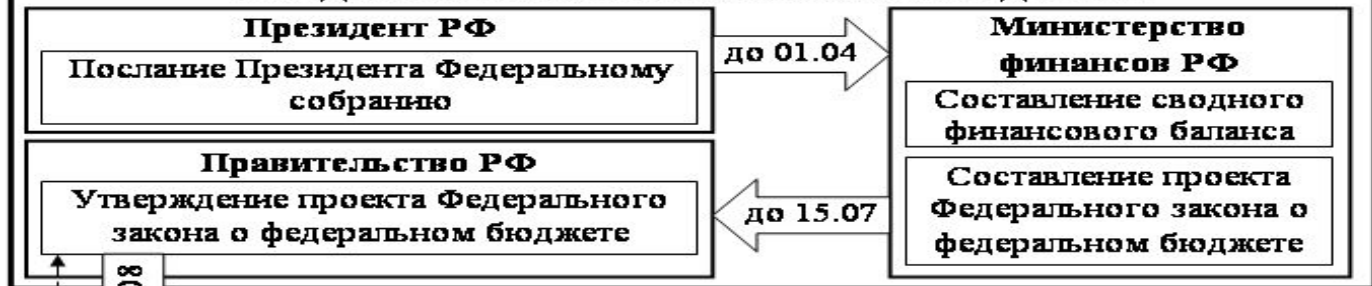 Президент РФ
Послание Президента Федеральному
собранию
до 01.04
Министерство
финансов РФ
Составление сводного
финансового баланса
Составление проекта
Федерального закона о
федеральном бюджете
до 15.07
Правительство РФ
Утверждение проекта Федерального
закона о федеральном бюджете